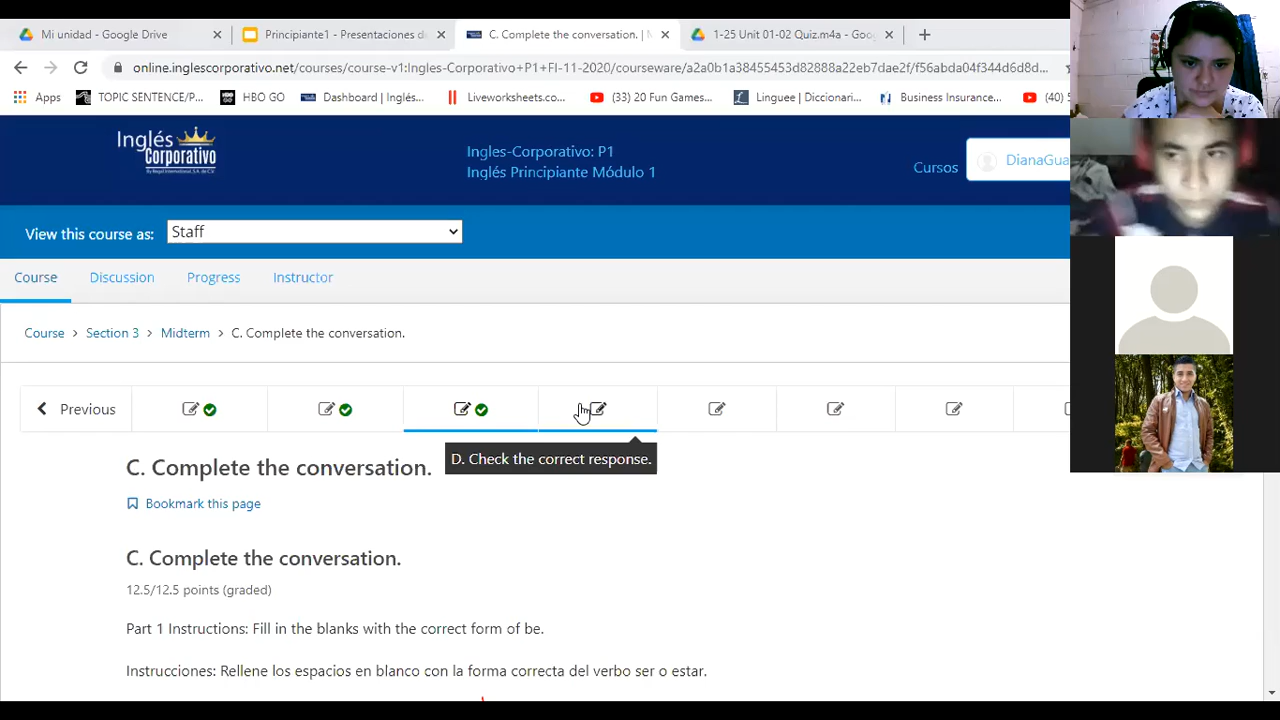 Mi unidad - Google Drive
Principiante1 - Presentaciones de
C. Complete the conversation. |
1-25 Unit 01-02 Quiz.m4a - Goo
online.inglescorporativo.net/courses/course-v1:Ingles-Corporativo+P1+FI-11-2020/courseware/
Apps
TOPIC SENTENCE/P...
HBO GO
Dashboard | Inglés...
Liveworksheets.co...
(33) 20 Fun Games...
Linguee | Diccionari...
Business Insurance...
(40)
Inglés
Corporativo
By Royal International, S.A. de C.V.
Ingles-Corporativo: P1
Inglés Principiante Módulo 1
Cursos
DianaGua
View this course as:
Staff
Course
Discussion
Progress
Instructor
Course > Section 3 > Midterm > C. Complete the conversation.
Previous
D. Check the correct response.
C. Complete the conversation.
Bookmark this page
C. Complete the conversation.
12.5/12.5 points (graded)
Part 1 Instructions: Fill in the blanks with the correct form of be.
Instrucciones: Rellene los espacios en blanco con la forma correcta del verbo ser o estar.